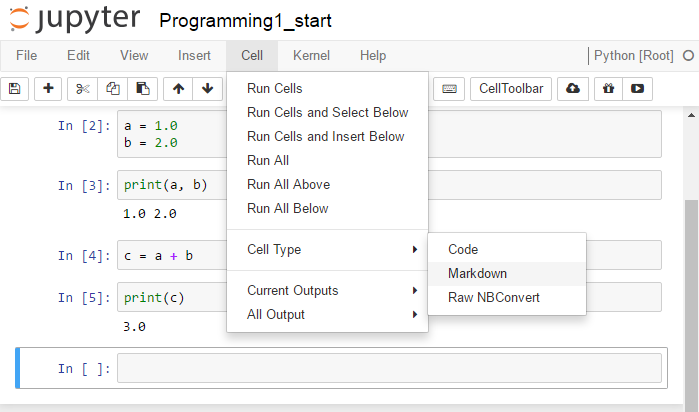 jupyter Programming1_start
File Edit View Insert Cell Kernel Help Python [Root]
CellToolbar
Run Cells
Run Cells and Select Below
Run Cells and Insert Below
Run All
Run All Above
Run All Below
Cell Type
Current Outputs
All Output
Code
Markdown
Raw NBConvert
In [2]: a = 1.0
b = 2.0
In [3]: print(a, b)
1.0 2.0
In [4]: c = a + b
In [5]: print(c)
3.0
In [ ]: